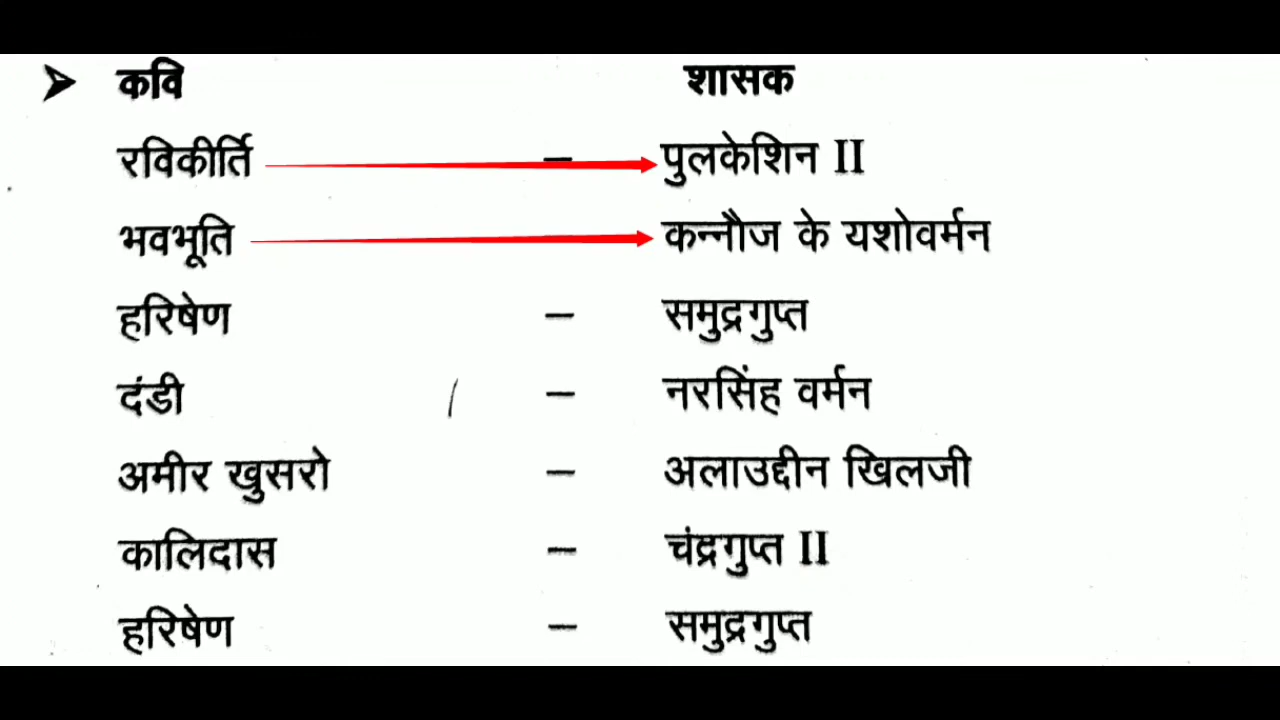 ➤ कवि शासक
रविकीर्ति – पुलकेशिन II
भवभूति कन्नौज के यशोवर्मन
हरिषेण – समुद्रगुप्त
दंडी – नरसिंह वर्मन
अमीर खुसरो – अलाउद्दीन खिलजी
कालिदास – चंद्रगुप्त II
हरिषेण – समुद्रगुप्त